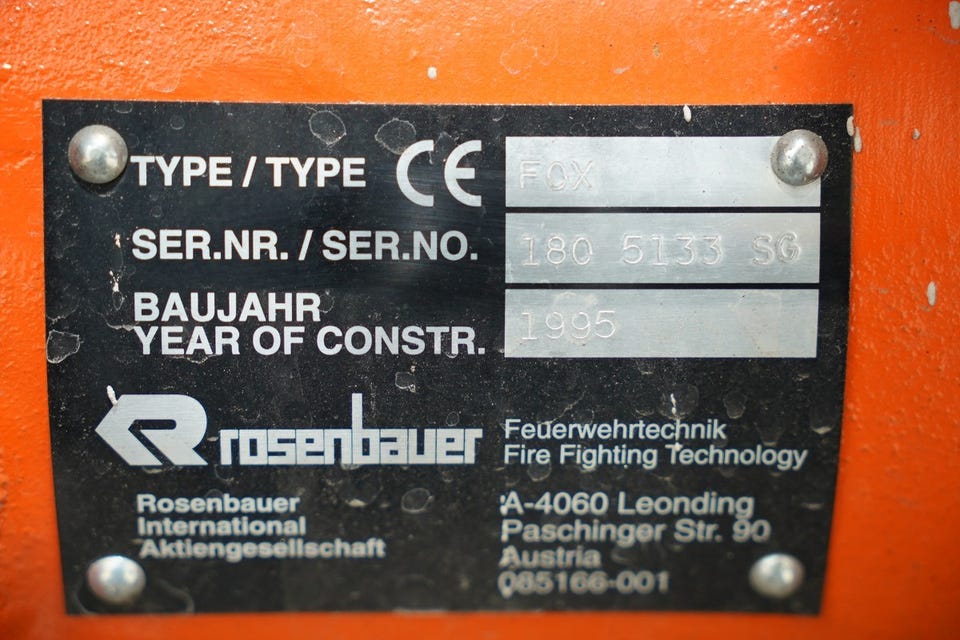 TYPE / TYPE CE FOX
SER.NR. / SER.NO. 180 5133 SG
BAUJAHR
YEAR OF CONSTR. 1995
R rosenbauer
Feuerwehrtechnik
Fire Fighting Technology
Rosenbauer
International
Aktiengesellschaft
A-4060 Leonding
Paschinger Str. 90
Austria
085166-001